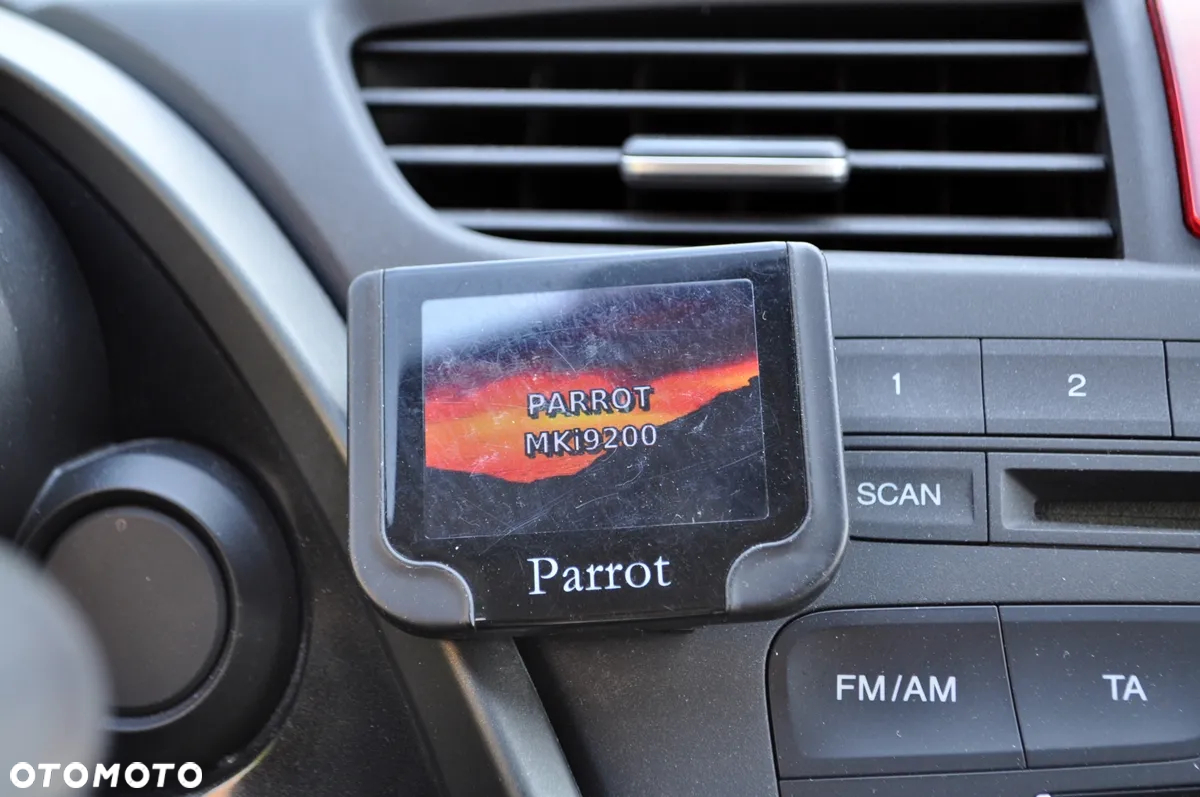 PARROT
MKi9200
Parrot
1
2
SCAN
FM/AM
TA
OTOMOTO